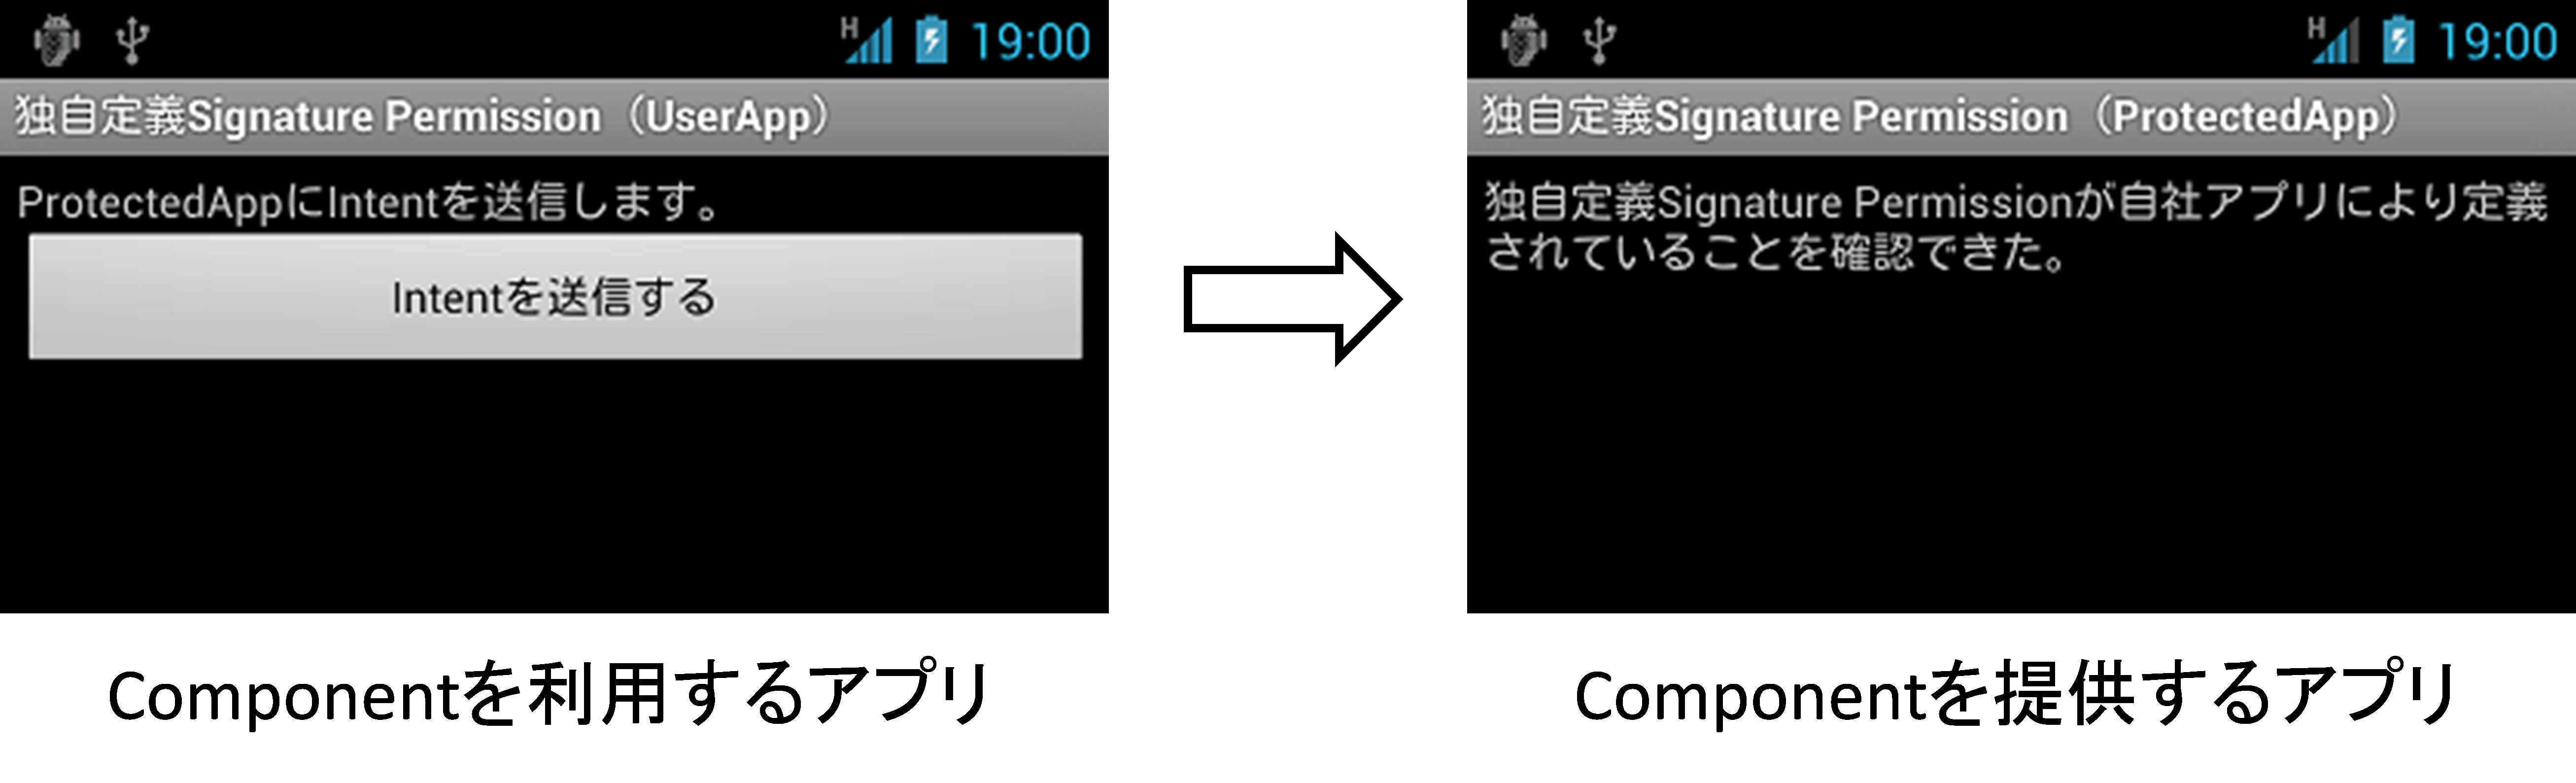 H 19:00
独自定義Signature Permission（UserApp）
ProtectedAppにIntentを送信します。
Intentを送信する
Componentを利用するアプリ
H 19:00
独自定義Signature Permission（ProtectedApp）
独自定義Signature Permissionが自社アプリにより定義
されていることを確認できた。
Componentを提供するアプリ